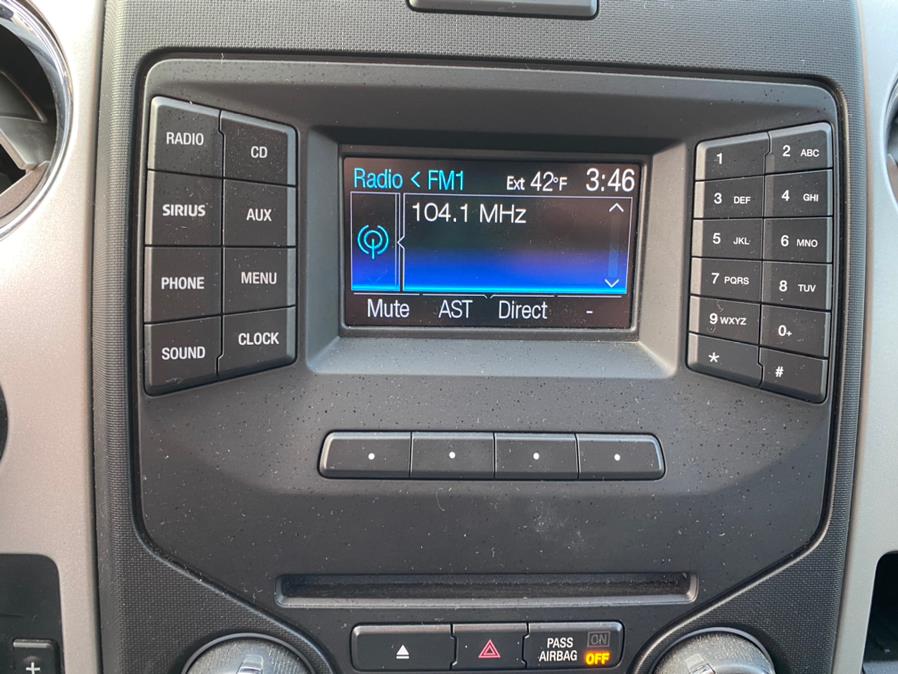 RADIO
CD
SIRIUS
AUX
PHONE
MENU
SOUND
CLOCK
Radio < FM1 Ext 42°F 3:46
104.1 MHz
Mute AST Direct -
1
2 ABC
3 DEF
4 GHI
5 JKL
6 MNO
7 PQRS
8 TUV
9 WXYZ
0+
*
#
PASS AIRBAG
ON
OFF
+